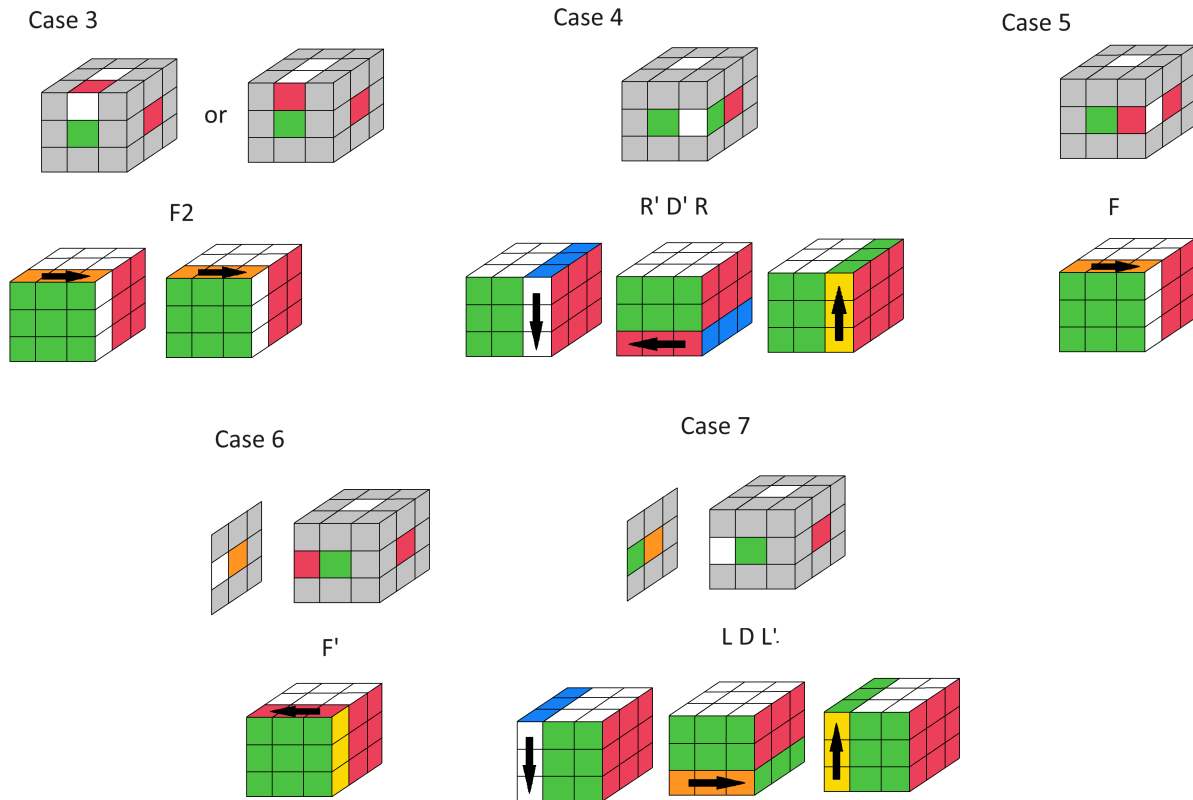 Case 3
Case 4
Case 5
or
F2
R' D' R
F
Case 6
Case 7
F'
L D L'.